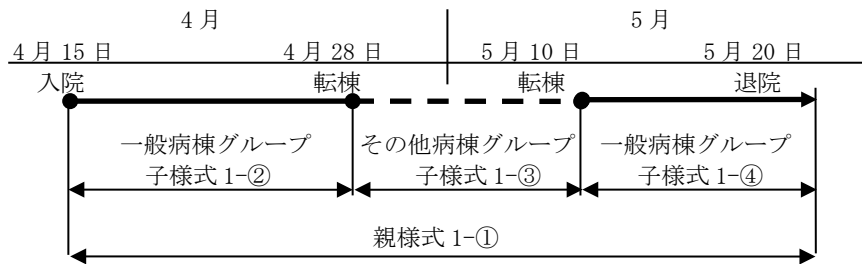 4月 5月
4月15日 4月28日 5月10日 5月20日
入院 転棟 転棟 退院
一般病棟グループ その他病棟グループ 一般病棟グループ
子様式1-② 子様式1-③ 子様式1-④
親様式1-①